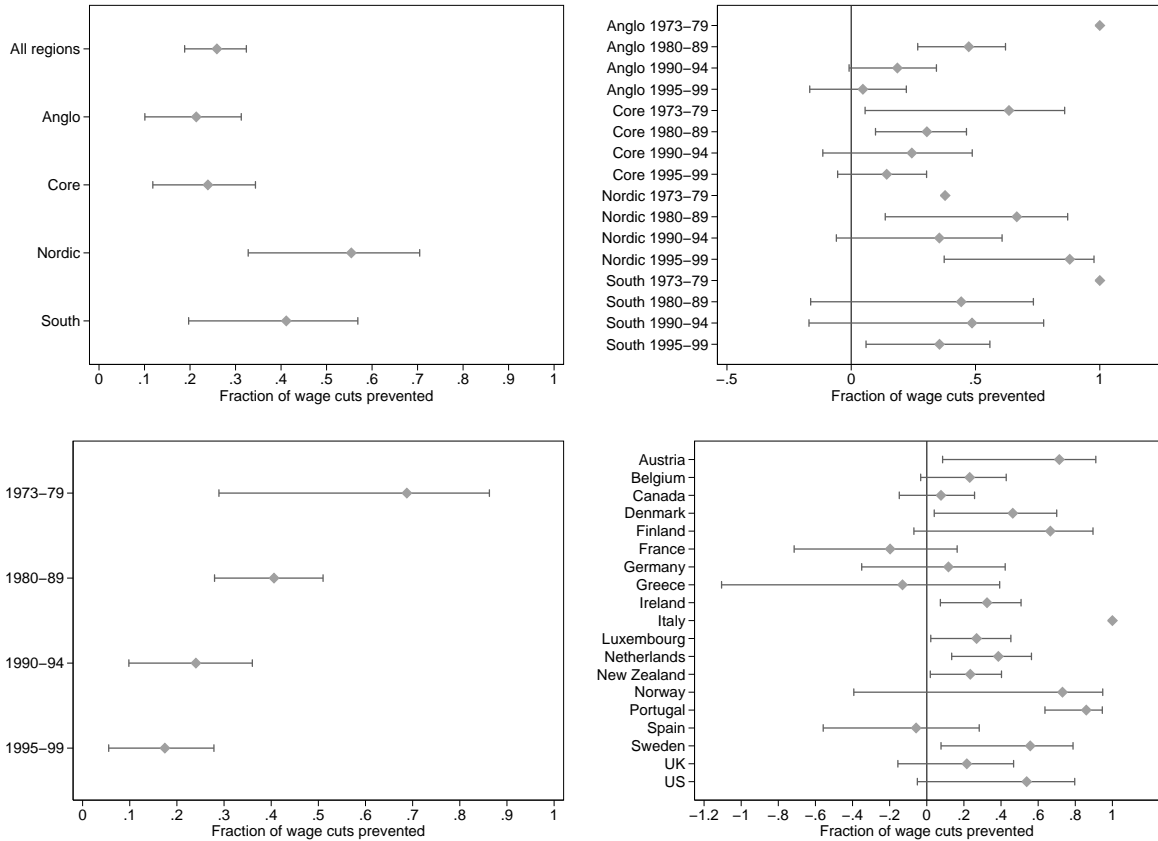 All regions
Anglo
Core
Nordic
South
0 .1 .2 .3 .4 .5 .6 .7 .8 .9 1
Fraction of wage cuts prevented
Anglo 1973−79
Anglo 1980−89
Anglo 1990−94
Anglo 1995−99
Core 1973−79
Core 1980−89
Core 1990−94
Core 1995−99
Nordic 1973−79
Nordic 1980−89
Nordic 1990−94
Nordic 1995−99
South 1973−79
South 1980−89
South 1990−94
South 1995−99
−.5 0 .5 1
Fraction of wage cuts prevented
1973−79
1980−89
1990−94
1995−99
0 .1 .2 .3 .4 .5 .6 .7 .8 .9 1
Fraction of wage cuts prevented
Austria
Belgium
Canada
Denmark
Finland
France
Germany
Greece
Ireland
Italy
Luxembourg
Netherlands
New Zealand
Norway
Portugal
Spain
Sweden
UK
US
−1.2 −1 −.8 −.6 −.4 −.2 0 .2 .4 .6 .8 1
Fraction of wage cuts prevented